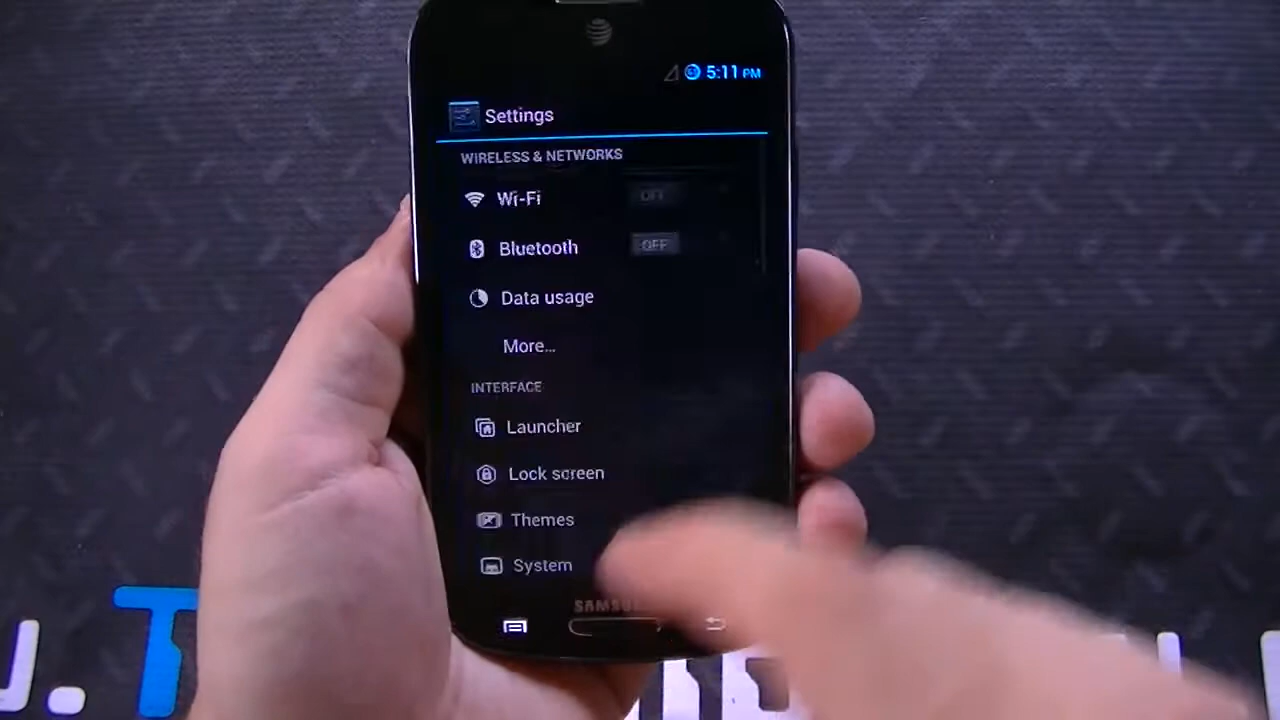 5:11 PM
Settings
WIRELESS & NETWORKS
Wi-Fi OFF
Bluetooth OFF
Data usage
More...
INTERFACE
Launcher
Lock screen
Themes
System